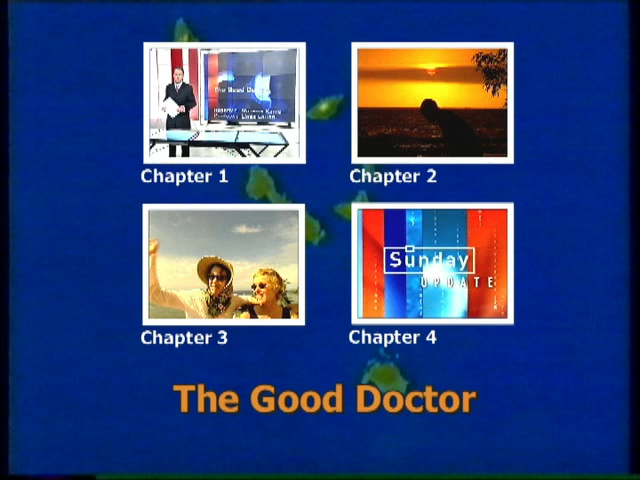 The Good Doctor
Chapter 1
Chapter 2
Sunday
UPDATE
Chapter 3
Chapter 4
The Good Doctor